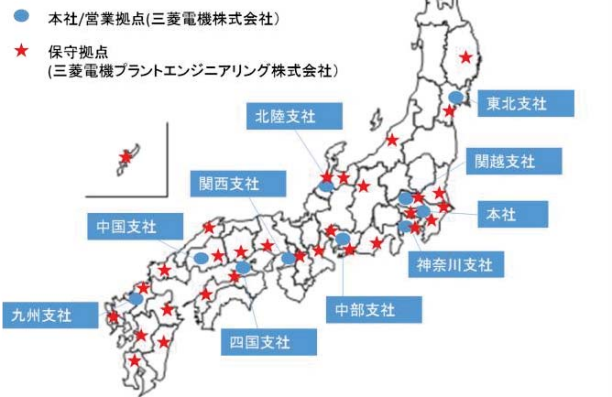 本社/営業拠点(三菱電機株式会社)
保守拠点
(三菱電機プラントエンジニアリング株式会社)
東北支社
北陸支社
関越支社
関西支社
本社
中国支社
神奈川支社
中部支社
九州支社
四国支社